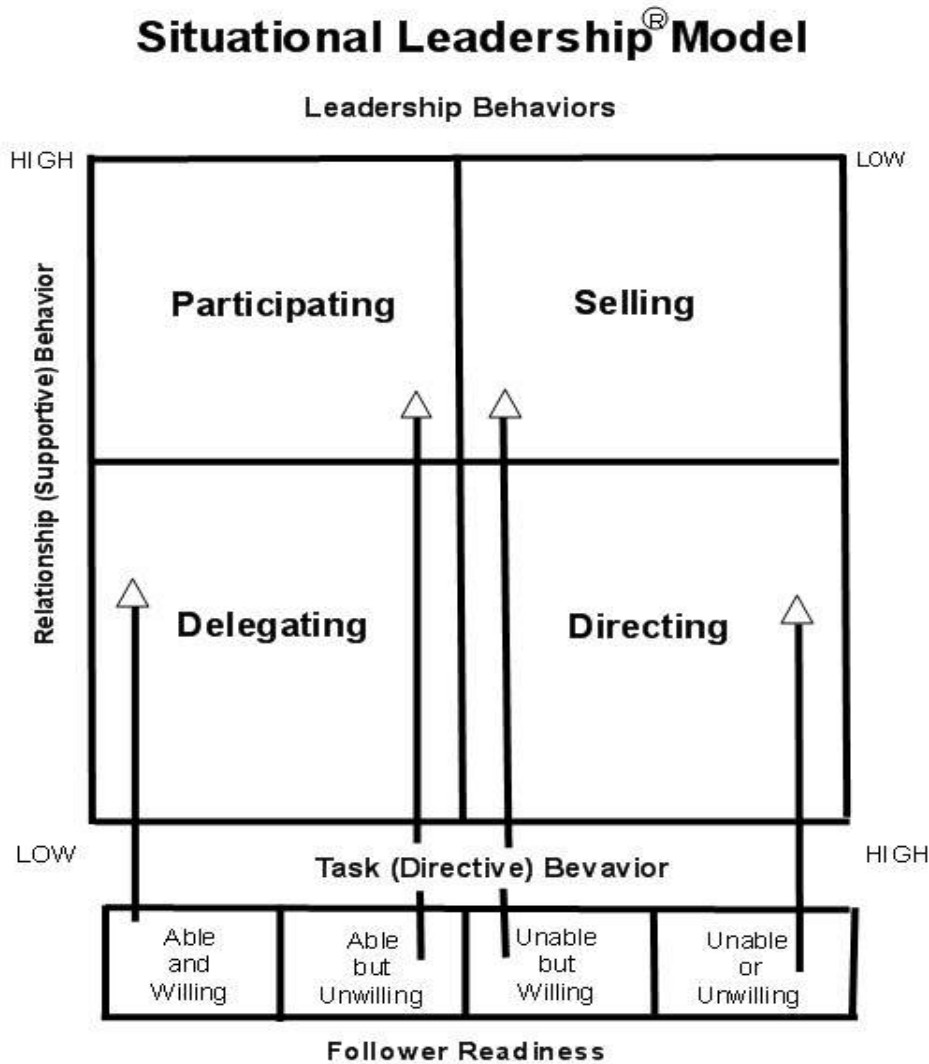 Situational Leadership® Model
Leadership Behaviors
HIGH
LOW
Relationship (Supportive) Behavior
Participating
Selling
Delegating
Directing
LOW
HIGH
Task (Directive) Bevavior
Able
and
Willing
Able
but
Unwilling
Unable
but
Willing
Unable
or
Unwilling
Follower Readiness